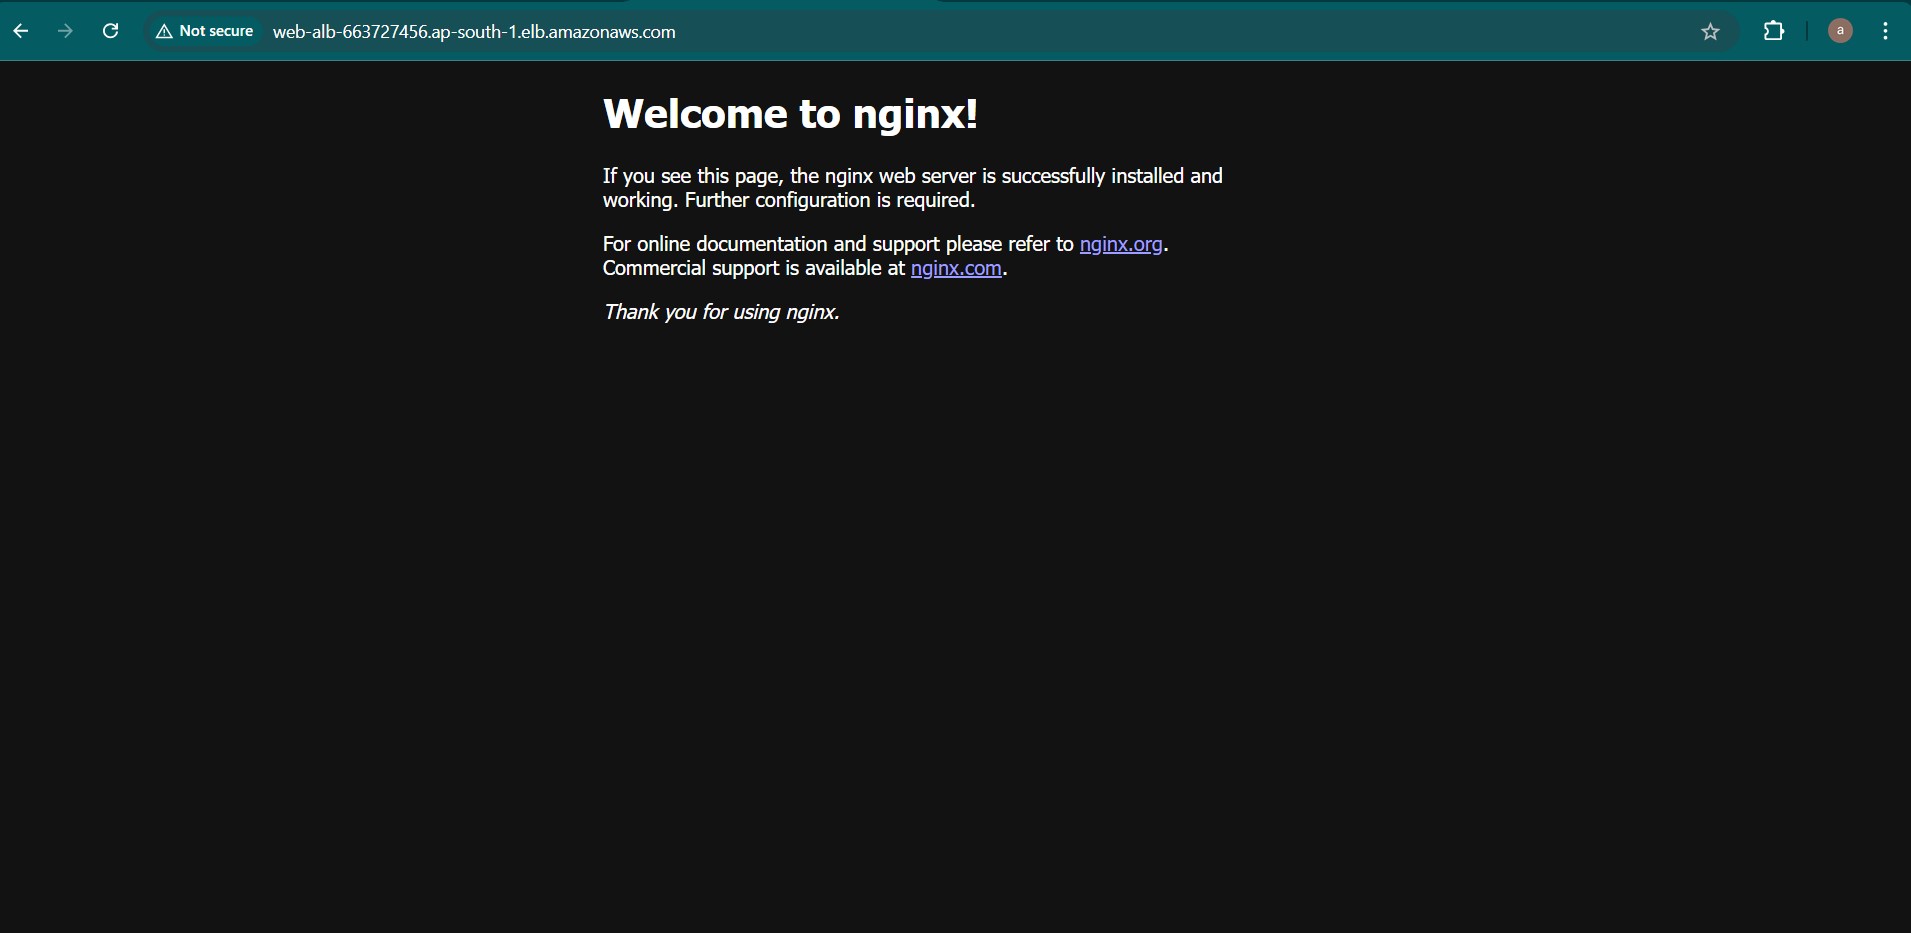 Not secure web-alb-663727456.ap-south-1.elb.amazonaws.com a
Welcome to nginx!
If you see this page, the nginx web server is successfully installed and
working. Further configuration is required.
For online documentation and support please refer to nginx.org.
Commercial support is available at nginx.com.
Thank you for using nginx.